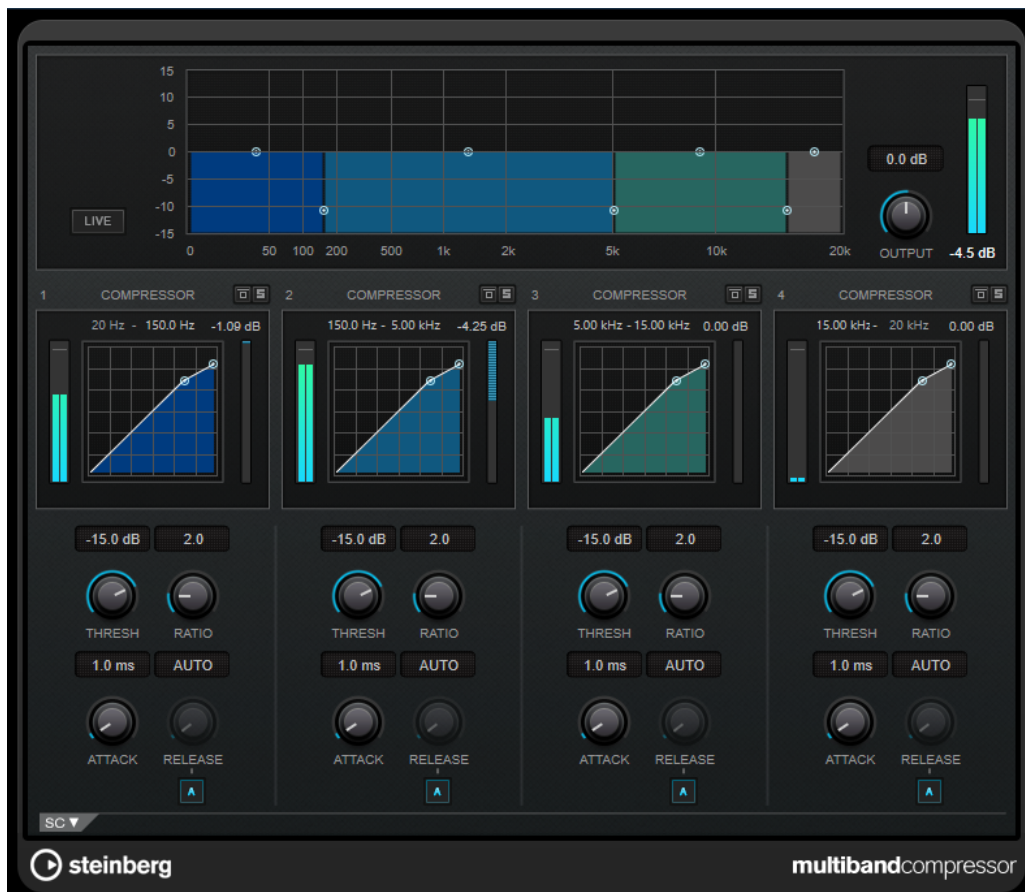 15
10
5
0
-5
-10
-15
LIVE
0 50 100 200 500 1k 2k 5k 10k 20k
0.0 dB
OUTPUT -4.5 dB
1 COMPRESSOR S
2 COMPRESSOR S
3 COMPRESSOR S
4 COMPRESSOR S
20 Hz - 150.0 Hz -1.09 dB
150.0 Hz - 5.00 kHz -4.25 dB
5.00 kHz - 15.00 kHz 0.00 dB
15.00 kHz - 20 kHz 0.00 dB
-15.0 dB 2.0 -15.0 dB 2.0 -15.0 dB 2.0 -15.0 dB 2.0
THRESH RATIO THRESH RATIO THRESH RATIO THRESH RATIO
1.0 ms AUTO 1.0 ms AUTO 1.0 ms AUTO 1.0 ms AUTO
ATTACK RELEASE ATTACK RELEASE ATTACK RELEASE ATTACK RELEASE
A A A A
SC
steinberg multibandcompressor